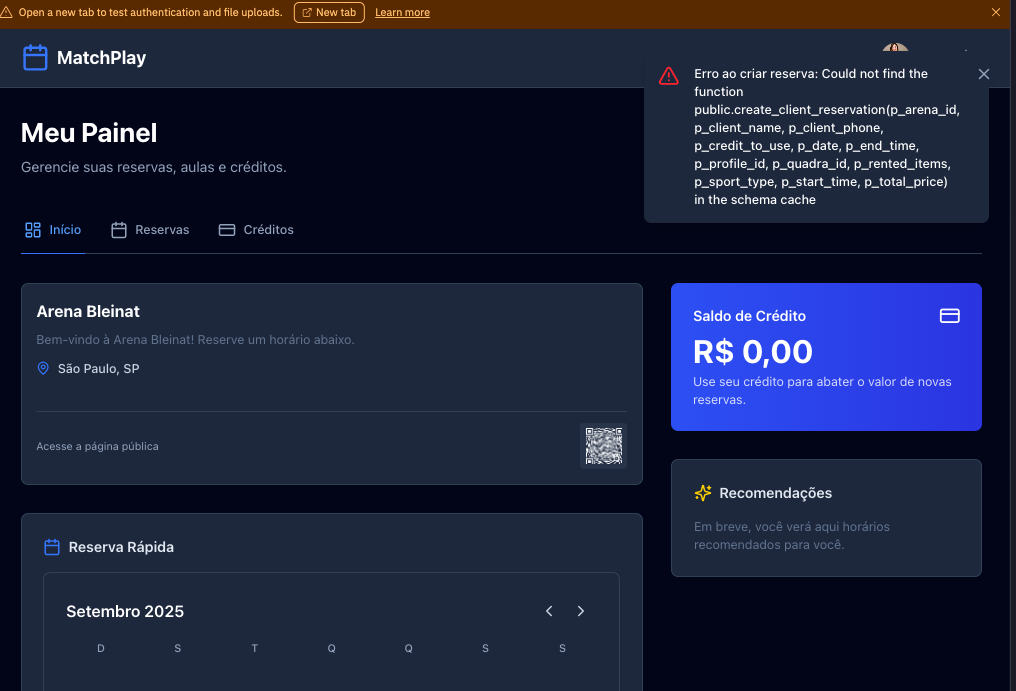 Open a new tab to test authentication and file uploads. New tab Learn more
MatchPlay
Erro ao criar reserva: Could not find the
function
public.create_client_reservation(p_arena_id,
p_client_name, p_client_phone,
p_credit_to_use, p_date, p_end_time,
p_profile_id, p_quadra_id, p_rented_items,
p_sport_type, p_start_time, p_total_price)
in the schema cache
Meu Painel
Gerencie suas reservas, aulas e créditos.
Início Reservas Créditos
Arena Bleinat
Bem-vindo à Arena Bleinat! Reserve um horário abaixo.
São Paulo, SP
Acesse a página pública
Saldo de Crédito
R$ 0,00
Use seu crédito para abater o valor de novas
reservas.
Recomendações
Em breve, você verá aqui horários
recomendados para você.
Reserva Rápida
Setembro 2025
D S T Q Q S S